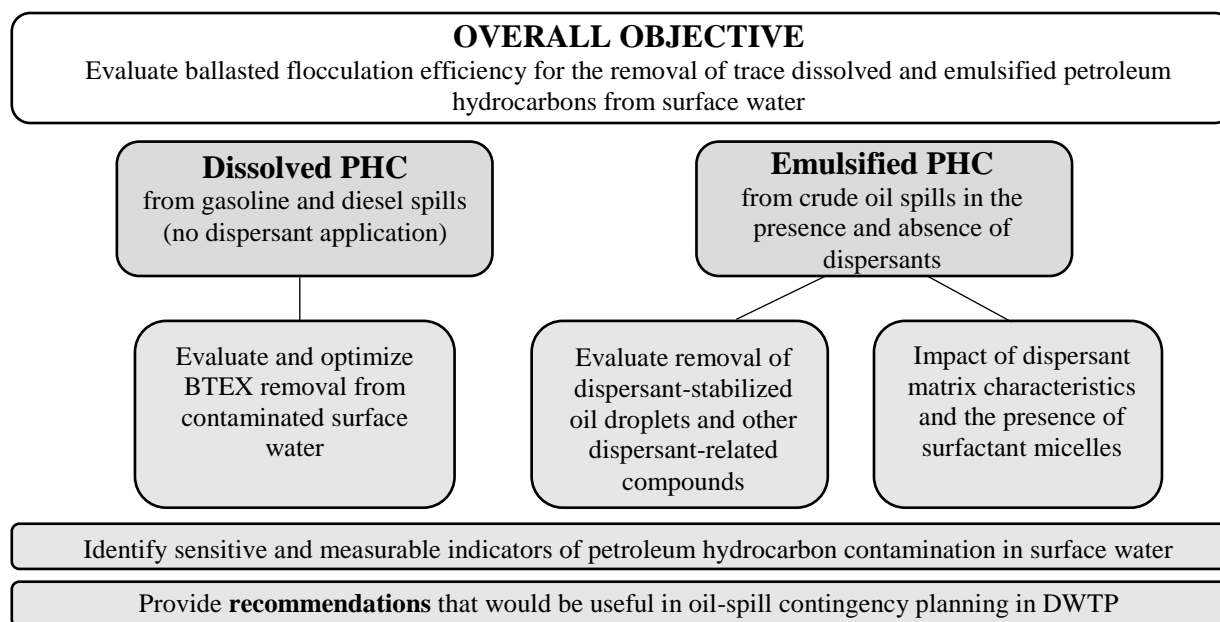 OVERALL OBJECTIVE
Evaluate ballasted flocculation efficiency for the removal of trace dissolved and emulsified petroleum
hydrocarbons from surface water
Dissolved PHC
from gasoline and diesel spills
(no dispersant application)
Emulsified PHC
from crude oil spills in the
presence and absence of
dispersants
Evaluate and optimize
BTEX removal from
contaminated surface
water
Evaluate removal of
dispersant-stabilized
oil droplets and other
dispersant-related
compounds
Impact of dispersant
matrix characteristics
and the presence of
surfactant micelles
Identify sensitive and measurable indicators of petroleum hydrocarbon contamination in surface water
Provide recommendations that would be useful in oil-spill contingency planning in DWTP